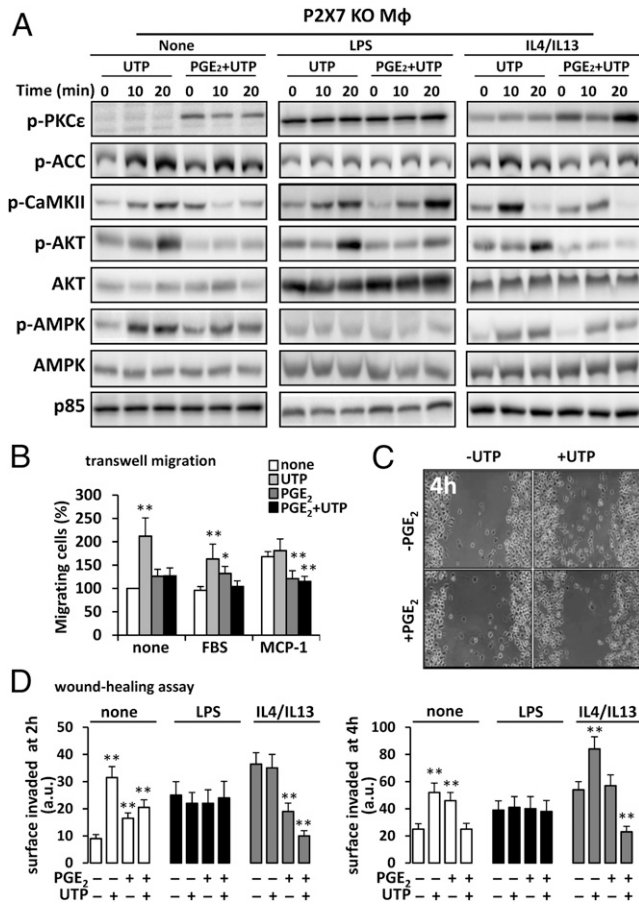 A
P2X7 KO Mϕ
None LPS IL4/IL13
UTP PGE₂+UTP UTP PGE₂+UTP UTP PGE₂+UTP
Time (min) 0 10 20 0 10 20 0 10 20 0 10 20 0 10 20 0 10 20
p-PKCε
p-ACC
p-CaMKII
p-AKT
AKT
p-AMPK
AMPK
p85
B transwell migration
none
UTP
PGE₂
PGE₂+UTP
Migrating cells (%)
300
250
200
150
100
50
0
** ** * ** **
none FBS MCP-1
C
-UTP +UTP
4h
-PGE₂
+PGE₂
D wound-healing assay
none LPS IL4/IL13
surface invaded at 2h (a.u.)
50
40
30
20
10
0
** ** ** ** **
PGE₂ – – + + – – + + – – + +
UTP – + – + – + – + – + – +
none LPS IL4/IL13
surface invaded at 4h (a.u.)
100
80
60
40
20
0
** ** ** **
PGE₂ – – + + – – + + – – + +
UTP – + – + – + – + – + – +